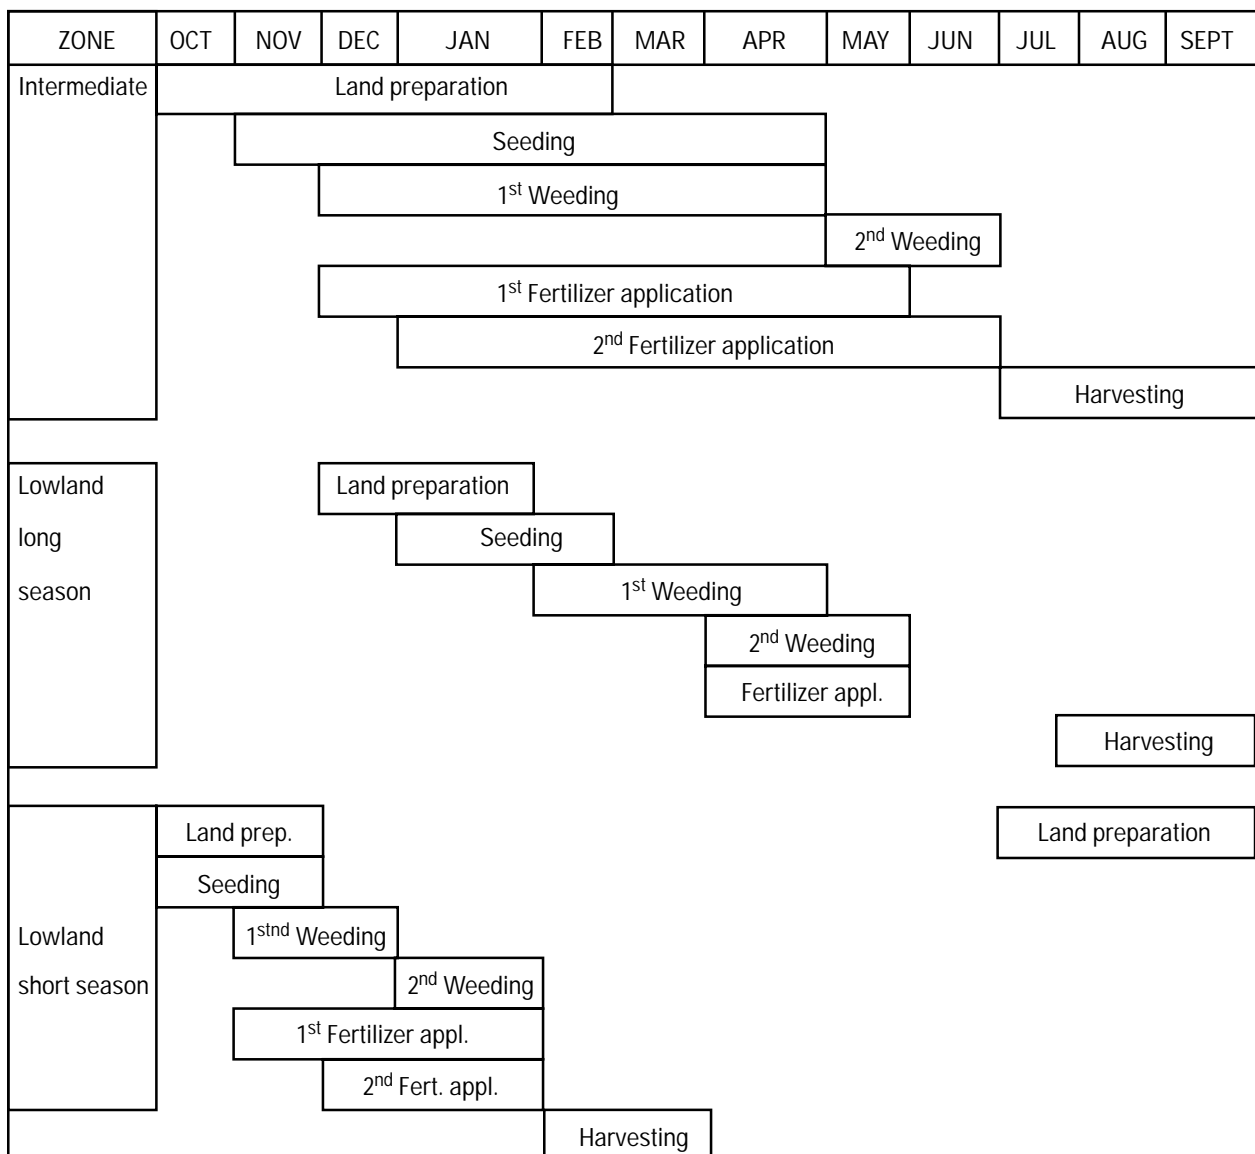 ZONE OCT NOV DEC JAN FEB MAR APR MAY JUN JUL AUG SEPT
Intermediate Land preparation
Seeding
1st Weeding
2nd Weeding
1st Fertilizer application
2nd Fertilizer application
Harvesting
Lowland Land preparation
long Seeding
season 1st Weeding
2nd Weeding
Fertilizer appl.
Harvesting
Land prep. Land preparation
Seeding
Lowland 1stnd Weeding
short season 2nd Weeding
1st Fertilizer appl.
2nd Fert. appl.
Harvesting